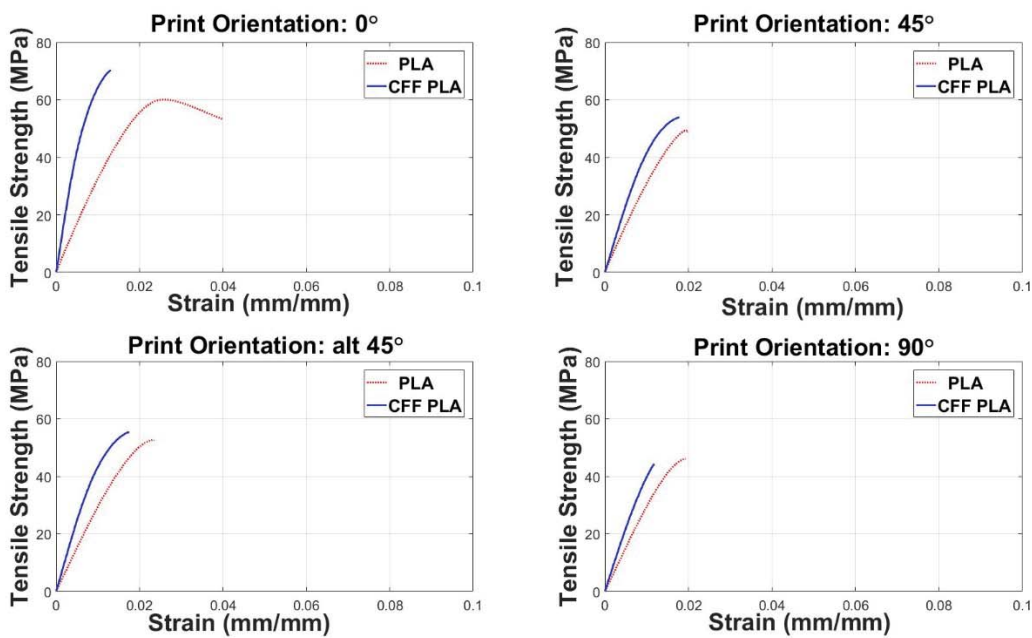 Print Orientation: 0°
Tensile Strength (MPa)
80
60
40
20
0
PLA
CFF PLA
0 0.02 0.04 0.06 0.08 0.1
Strain (mm/mm)
Print Orientation: 45°
Tensile Strength (MPa)
80
60
40
20
0
PLA
CFF PLA
0 0.02 0.04 0.06 0.08 0.1
Strain (mm/mm)
Print Orientation: alt 45°
Tensile Strength (MPa)
80
60
40
20
0
PLA
CFF PLA
0 0.02 0.04 0.06 0.08 0.1
Strain (mm/mm)
Print Orientation: 90°
Tensile Strength (MPa)
80
60
40
20
0
PLA
CFF PLA
0 0.02 0.04 0.06 0.08 0.1
Strain (mm/mm)